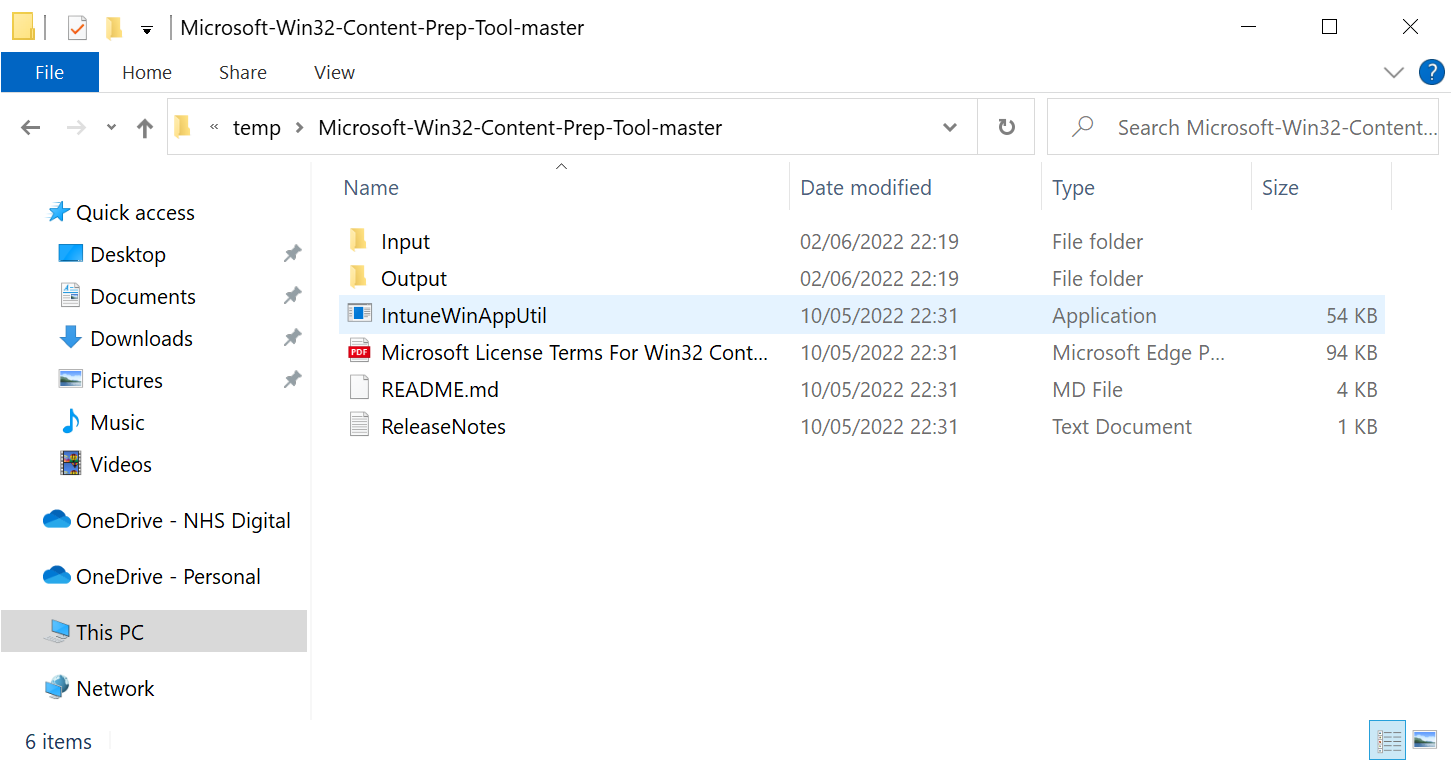 Microsoft-Win32-Content-Prep-Tool-master
File Home Share View ?
« temp > Microsoft-Win32-Content-Prep-Tool-master Search Microsoft-Win32-Content...
Name Date modified Type Size
Quick access
Desktop
Documents
Downloads
Pictures
Music
Videos
OneDrive - NHS Digital
OneDrive - Personal
This PC
Network
Input 02/06/2022 22:19 File folder
Output 02/06/2022 22:19 File folder
IntuneWinAppUtil 10/05/2022 22:31 Application 54 KB
PDF Microsoft License Terms For Win32 Cont... 10/05/2022 22:31 Microsoft Edge P... 94 KB
README.md 10/05/2022 22:31 MD File 4 KB
ReleaseNotes 10/05/2022 22:31 Text Document 1 KB
6 items